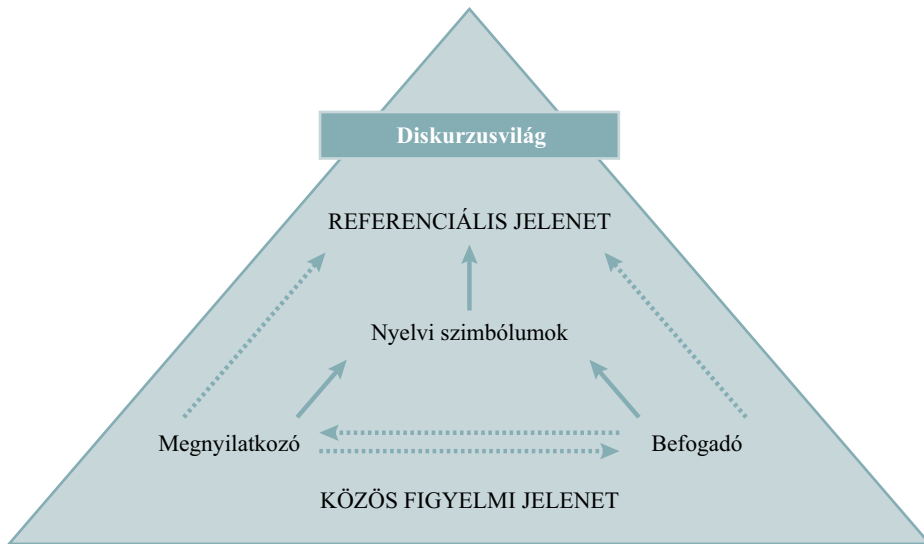 Diskurzusvilág
REFERENCIÁLIS JELENET
Nyelvi szimbólumok
Megnyilatkozó
Befogadó
KÖZÖS FIGYELMI JELENET